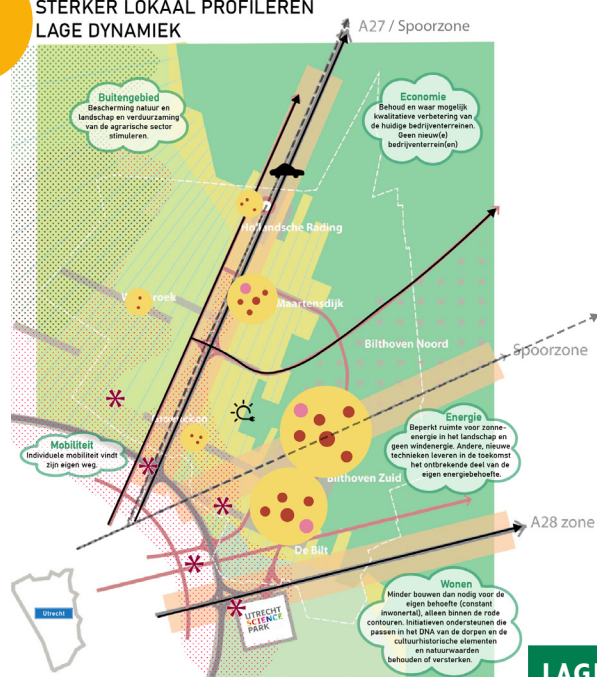 STERKER LOKAAL PROFILEREN
LAGE DYNAMIEK
A27 / Spoorzone
Buitengebied
Bescherming natuur en
landschap en verduurzaming
van de agrarische sector
stimuleren.
Economie
Behoud en waar mogelijk
kwalitatieve verbetering van
de huidige bedrijventerreinen.
Geen nieuw(e)
bedrijventerrein(en)
Hollandsche Rading
Maartensdijk
Bilthoven Noord
Spoorzone
Mobiliteit
Individuele mobiliteit vindt
zijn eigen weg.
Energie
Beperkt ruimte voor zonne-
energie in het landschap en
geen windenergie. Andere, nieuwe
technieken leveren in de toekomst
het ontbrekende deel van de
eigen energiebehoefte.
Bilthoven Zuid
De Bilt
A28 zone
Wonen
Minder bouwen dan nodig voor de
eigen behoefte (constant
inwonertal), alleen binnen de rode
contouren. Initiatieven ondersteunen die
passen in het DNA van de dorpen en de
cultuurhistorische elementen
en natuurwaarden
behouden of versterken.
Utrecht
UTRECHT
SCIENCE
PARK